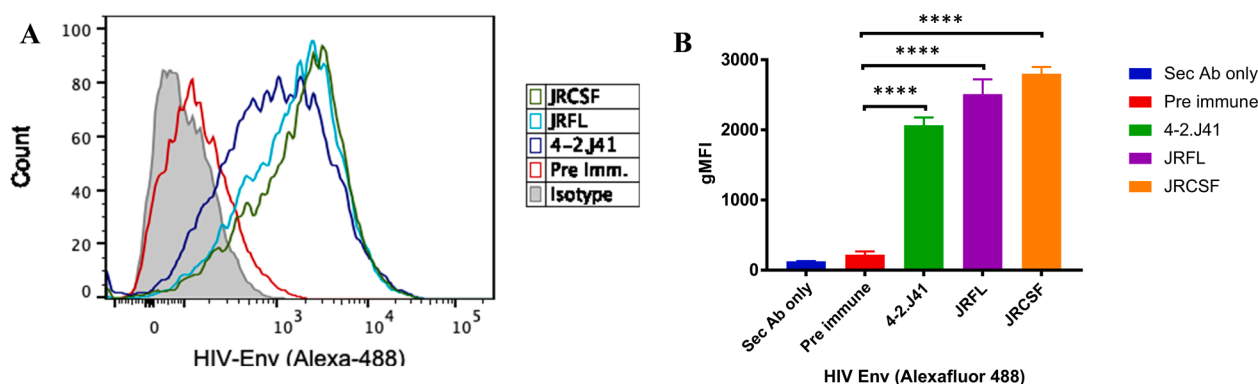 A
100
80
60
40
20
0
Count
0
10³
10⁴
10⁵
HIV-Env (Alexa-488)
JRCSF
JRFL
4-2.J41
Pre Imm.
Isotype
B
****
****
****
3000
2000
1000
0
gMFI
Sec Ab only
Pre immune
4-2.J41
JRFL
JRCSF
HIV Env (Alexafluor 488)
Sec Ab only
Pre immune
4-2.J41
JRFL
JRCSF